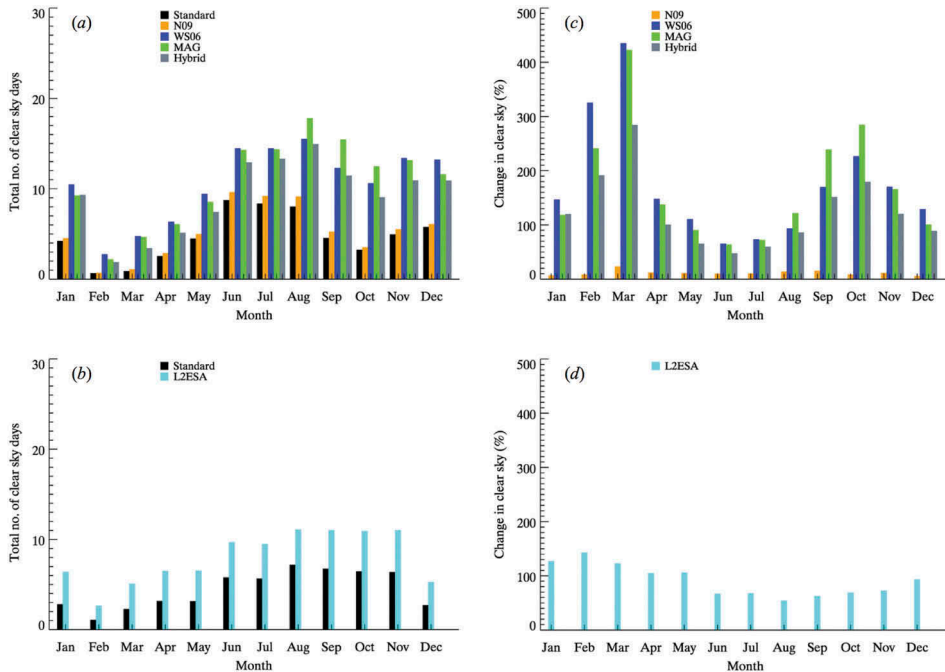 (a)
Standard
N09
WS06
MAG
Hybrid
Total no. of clear sky days
30
20
10
0
Jan Feb Mar Apr May Jun Jul Aug Sep Oct Nov Dec
Month
(c)
N09
WS06
MAG
Hybrid
Change in clear sky (%)
500
400
300
200
100
0
Jan Feb Mar Apr May Jun Jul Aug Sep Oct Nov Dec
Month
(b)
Standard
L2ESA
Total no. of clear sky days
30
20
10
0
Jan Feb Mar Apr May Jun Jul Aug Sep Oct Nov Dec
Month
(d)
L2ESA
Change in clear sky (%)
500
400
300
200
100
0
Jan Feb Mar Apr May Jun Jul Aug Sep Oct Nov Dec
Month